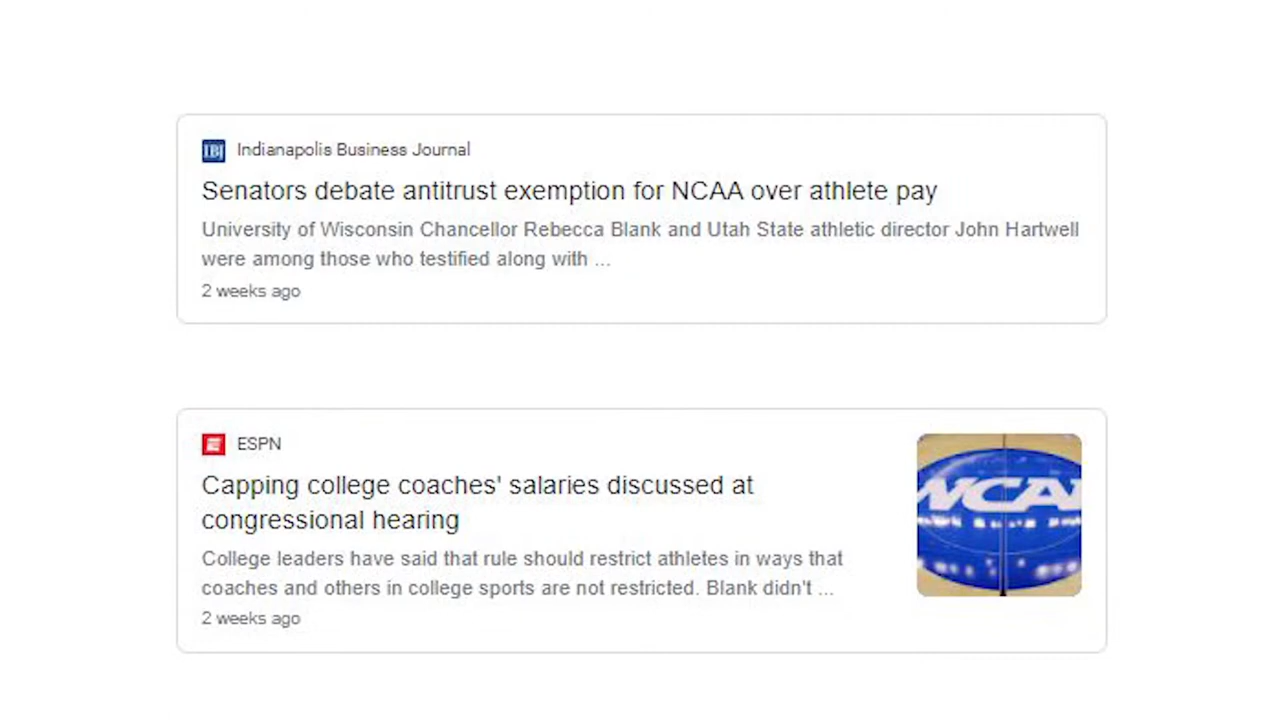 IBJ
Indianapolis Business Journal
Senators debate antitrust exemption for NCAA over athlete pay
University of Wisconsin Chancellor Rebecca Blank and Utah State athletic director John Hartwell
were among those who testified along with ...
2 weeks ago
ESPN
Capping college coaches' salaries discussed at
congressional hearing
College leaders have said that rule should restrict athletes in ways that
coaches and others in college sports are not restricted. Blank didn't ...
2 weeks ago
NCAA